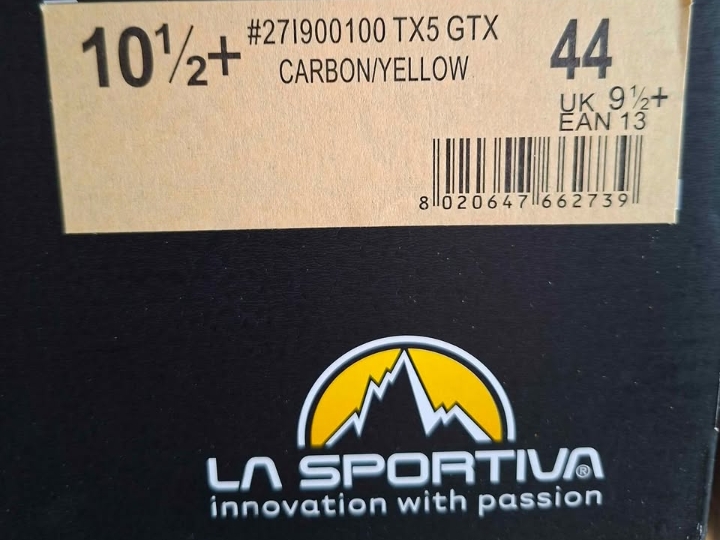 10½+ #27I900100 TX5 GTX 44
CARBON/YELLOW
UK 9½+
EAN 13
8 020647 662739
LA SPORTIVA®
innovation with passion